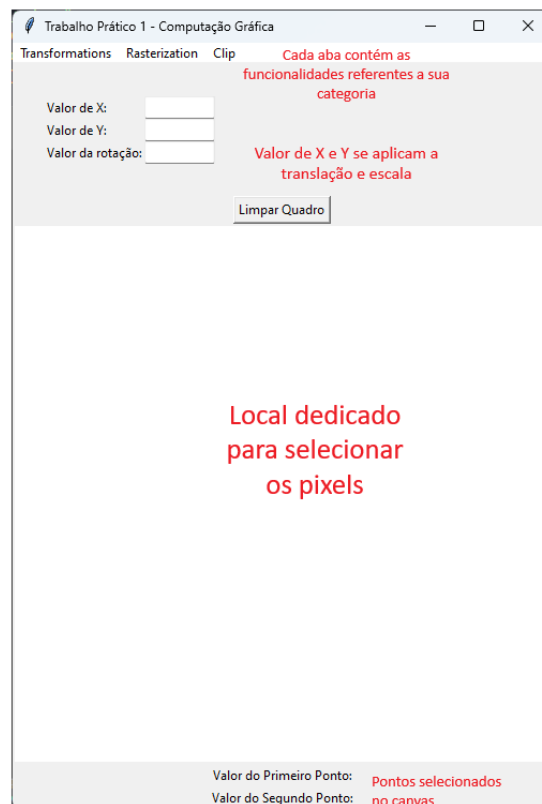 Trabalho Prático 1 - Computação Gráfica
Transformations Rasterization Clip
Cada aba contém as
funcionalidades referentes a sua
categoria
Valor de X:
Valor de Y:
Valor da rotação:
Valor de X e Y se aplicam a
translação e escala
Limpar Quadro
Local dedicado
para selecionar
os pixels
Valor do Primeiro Ponto:
Valor do Segundo Ponto:
Pontos selecionados
no canvas